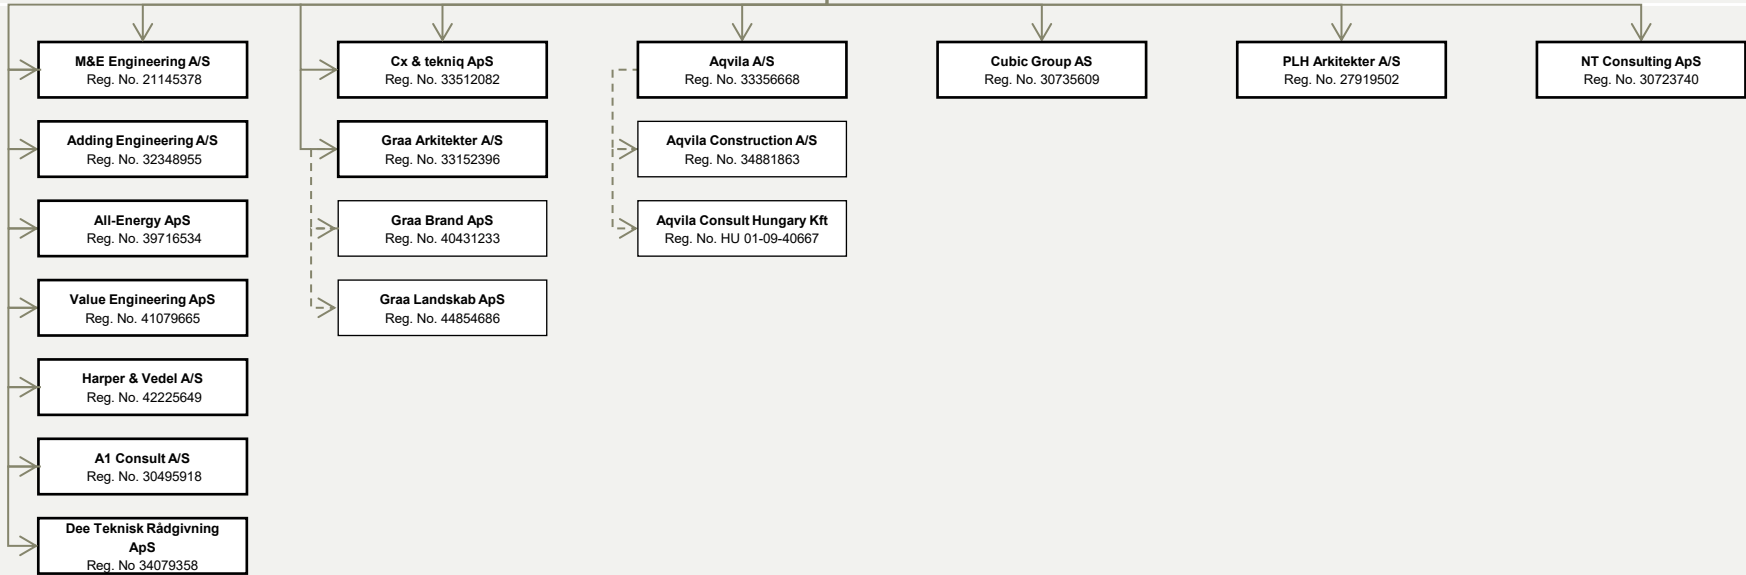 M&E Engineering A/S
Reg. No. 21145378
Adding Engineering A/S
Reg. No. 32348955
All-Energy ApS
Reg. No. 39716534
Value Engineering ApS
Reg. No. 41079665
Harper & Vedel A/S
Reg. No. 42225649
A1 Consult A/S
Reg. No. 30495918
Dee Teknisk Rådgivning
ApS
Reg. No 34079358
Cx & tekniq ApS
Reg. No. 33512082
Graa Arkitekter A/S
Reg. No. 33152396
Graa Brand ApS
Reg. No. 40431233
Graa Landskab ApS
Reg. No. 44854686
Aqvila A/S
Reg. No. 33356668
Aqvila Construction A/S
Reg. No. 34881863
Aqvila Consult Hungary Kft
Reg. No. HU 01-09-40667
Cubic Group AS
Reg. No. 30735609
PLH Arkitekter A/S
Reg. No. 27919502
NT Consulting ApS
Reg. No. 30723740